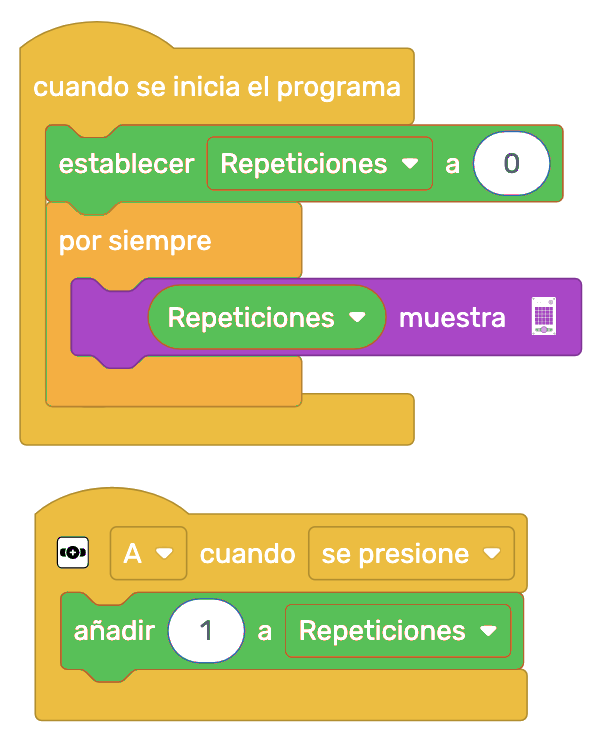 cuando se inicia el programa
establecer Repeticiones a 0
por siempre
Repeticiones muestra
A cuando se presione
añadir 1 a Repeticiones